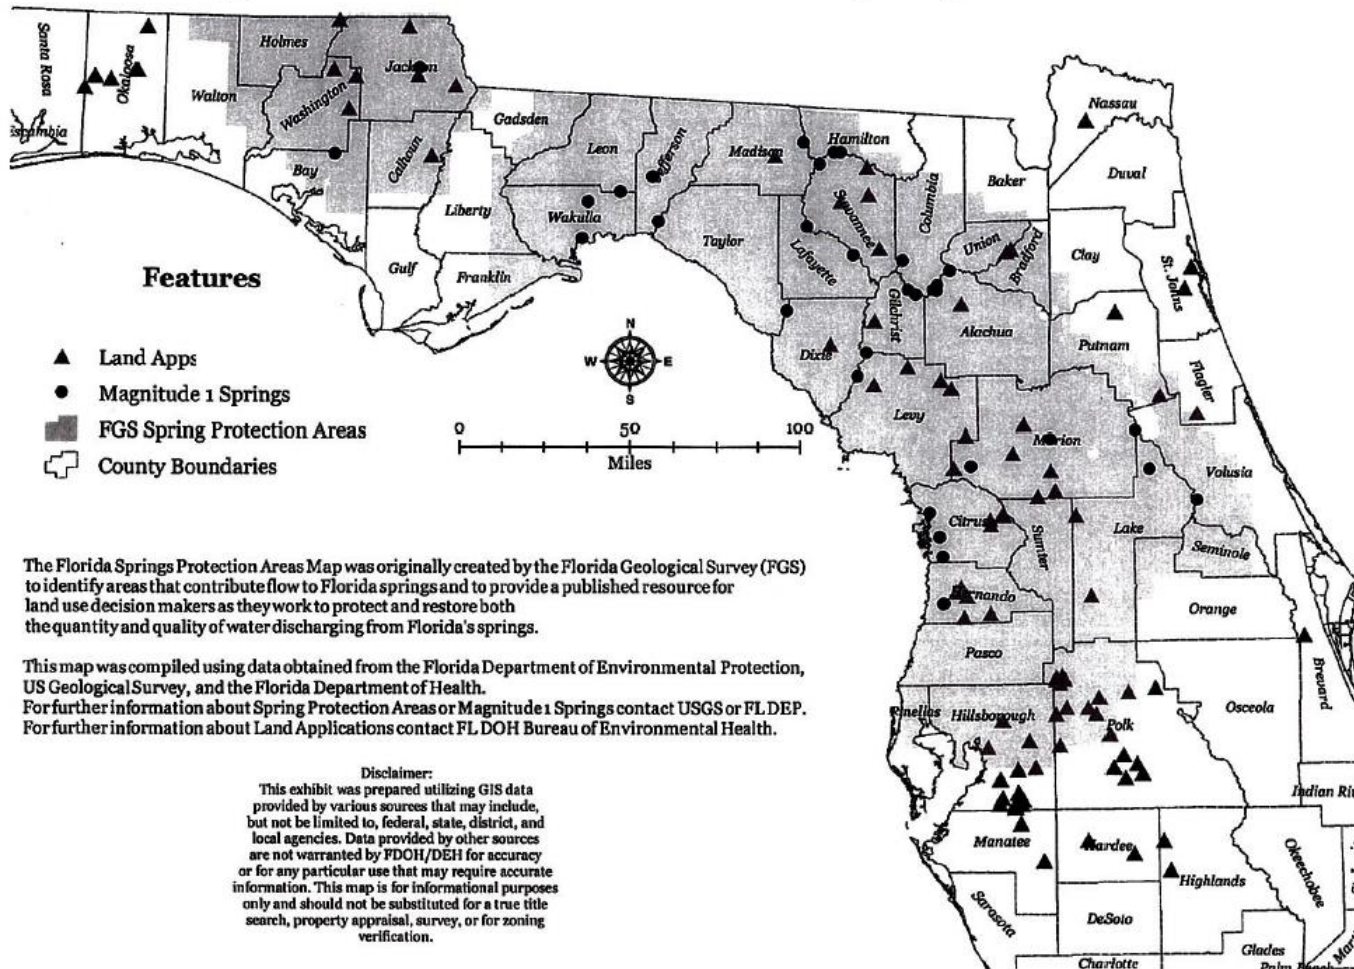 Santa Rosa
Okaloosa
Holmes
Jackson
Walton
Washington
Gadsden
Leon
Jefferson
Madison
Hamilton
Nassau
Duval
Baker
Columbia
Suwannee
Union
Bradford
Clay
St. Johns
Bay
Calhoun
Liberty
Wakulla
Taylor
Lafayette
Gulf
Franklin
Gilchrist
Alachua
Putnam
Flagler
Dixie
Levy
Marion
Volusia
Citrus
Sumter
Lake
Seminole
Hernando
Orange
Pasco
Brevard
Pinellas
Hillsborough
Polk
Osceola
Indian Riv
Manatee
Hardee
Highlands
Okeechobee
Sarasota
DeSoto
Charlotte
Glades
Palm Beach
Features
Land Apps
Magnitude 1 Springs
FGS Spring Protection Areas
County Boundaries
N
W E
S
0 50 100
Miles
The Florida Springs Protection Areas Map was originally created by the Florida Geological Survey (FGS)
to identify areas that contribute flow to Florida springs and to provide a published resource for
land use decision makers as they work to protect and restore both
the quantity and quality of water discharging from Florida's springs.
This map was compiled using data obtained from the Florida Department of Environmental Protection,
US Geological Survey, and the Florida Department of Health.
For further information about Spring Protection Areas or Magnitude 1 Springs contact USGS or FL DEP.
For further information about Land Applications contact FL DOH Bureau of Environmental Health.
Disclaimer:
This exhibit was prepared utilizing GIS data
provided by various sources that may include,
but not be limited to, federal, state, district, and
local agencies. Data provided by other sources
are not warranted by FDOH/DEH for accuracy
or for any particular use that may require accurate
information. This map is for informational purposes
only and should not be substituted for a true title
search, property appraisal, survey, or for zoning
verification.